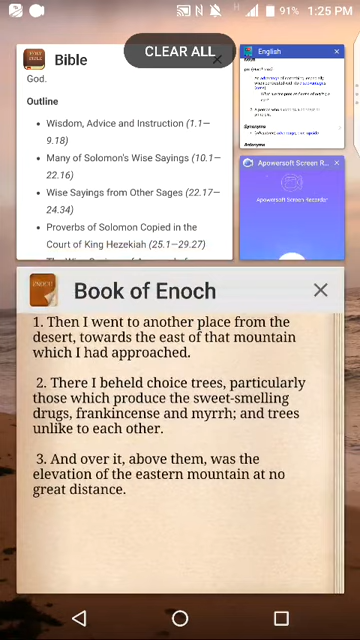 91% 1:25 PM
CLEAR ALL
Bible
God.
Outline
• Wisdom, Advice and Instruction (1.1—
9.18)
• Many of Solomon's Wise Sayings (10.1—
22.16)
• Wise Sayings from Other Sages (22.17—
24.34)
• Proverbs of Solomon Copied in the
Court of King Hezekiah (25.1—29.27)
English
Synonyms
Apowersoft Screen R...
Apowersoft Screen Recorder
ENOCH
Book of Enoch
1. Then I went to another place from the
desert, towards the east of that mountain
which I had approached.
2. There I beheld choice trees, particularly
those which produce the sweet-smelling
drugs, frankincense and myrrh; and trees
unlike to each other.
3. And over it, above them, was the
elevation of the eastern mountain at no
great distance.